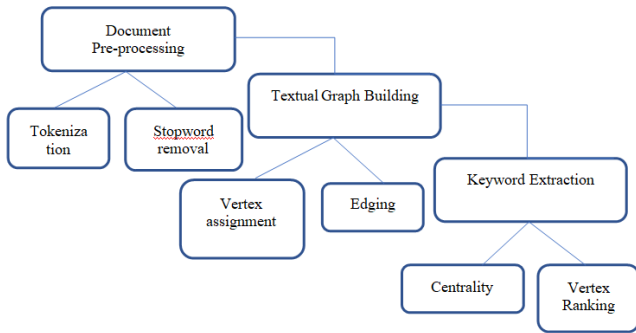 Document
Pre-processing
Textual Graph Building
Tokeniza
tion
Stopword
removal
Keyword Extraction
Vertex
assignment
Edging
Centrality
Vertex
Ranking